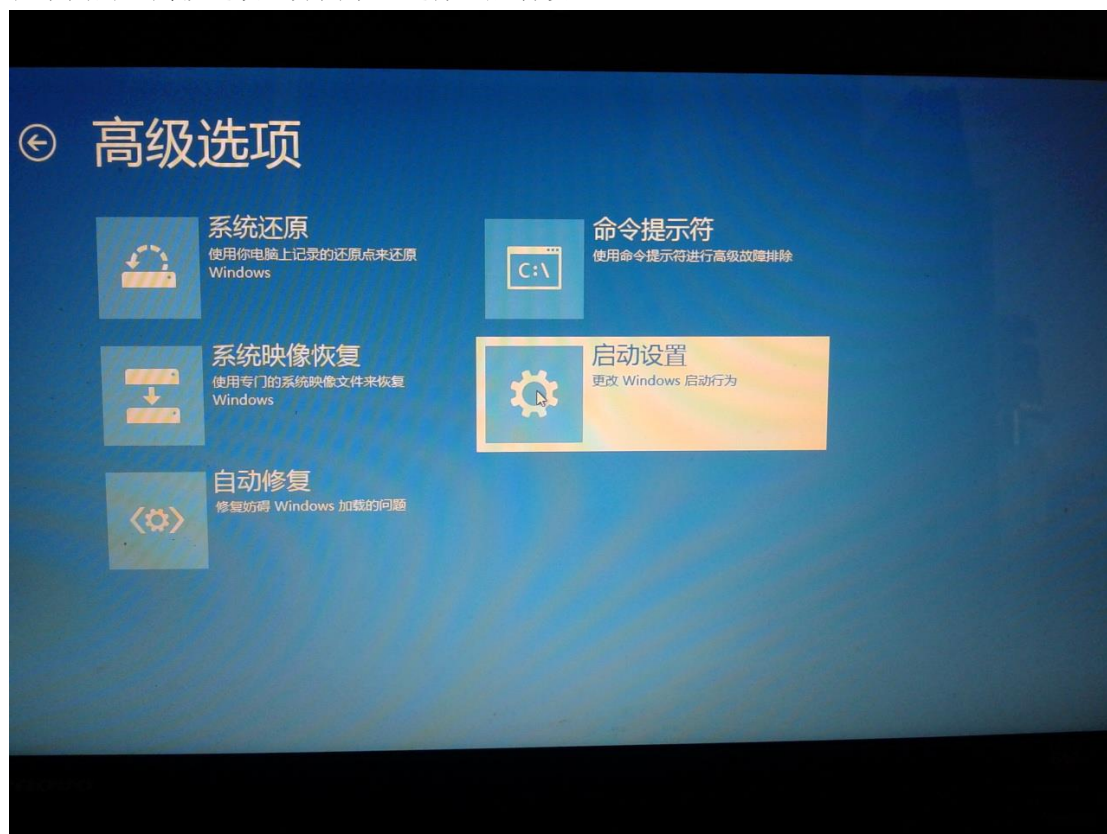 高级选项
系统还原
使用你电脑上记录的还原点来还原
Windows
命令提示符
使用命令提示符进行高级故障排除
C:\
系统映像恢复
使用专门的系统映像文件来恢复
Windows
启动设置
更改 Windows 启动行为
自动修复
修复妨碍 Windows 加载的问题